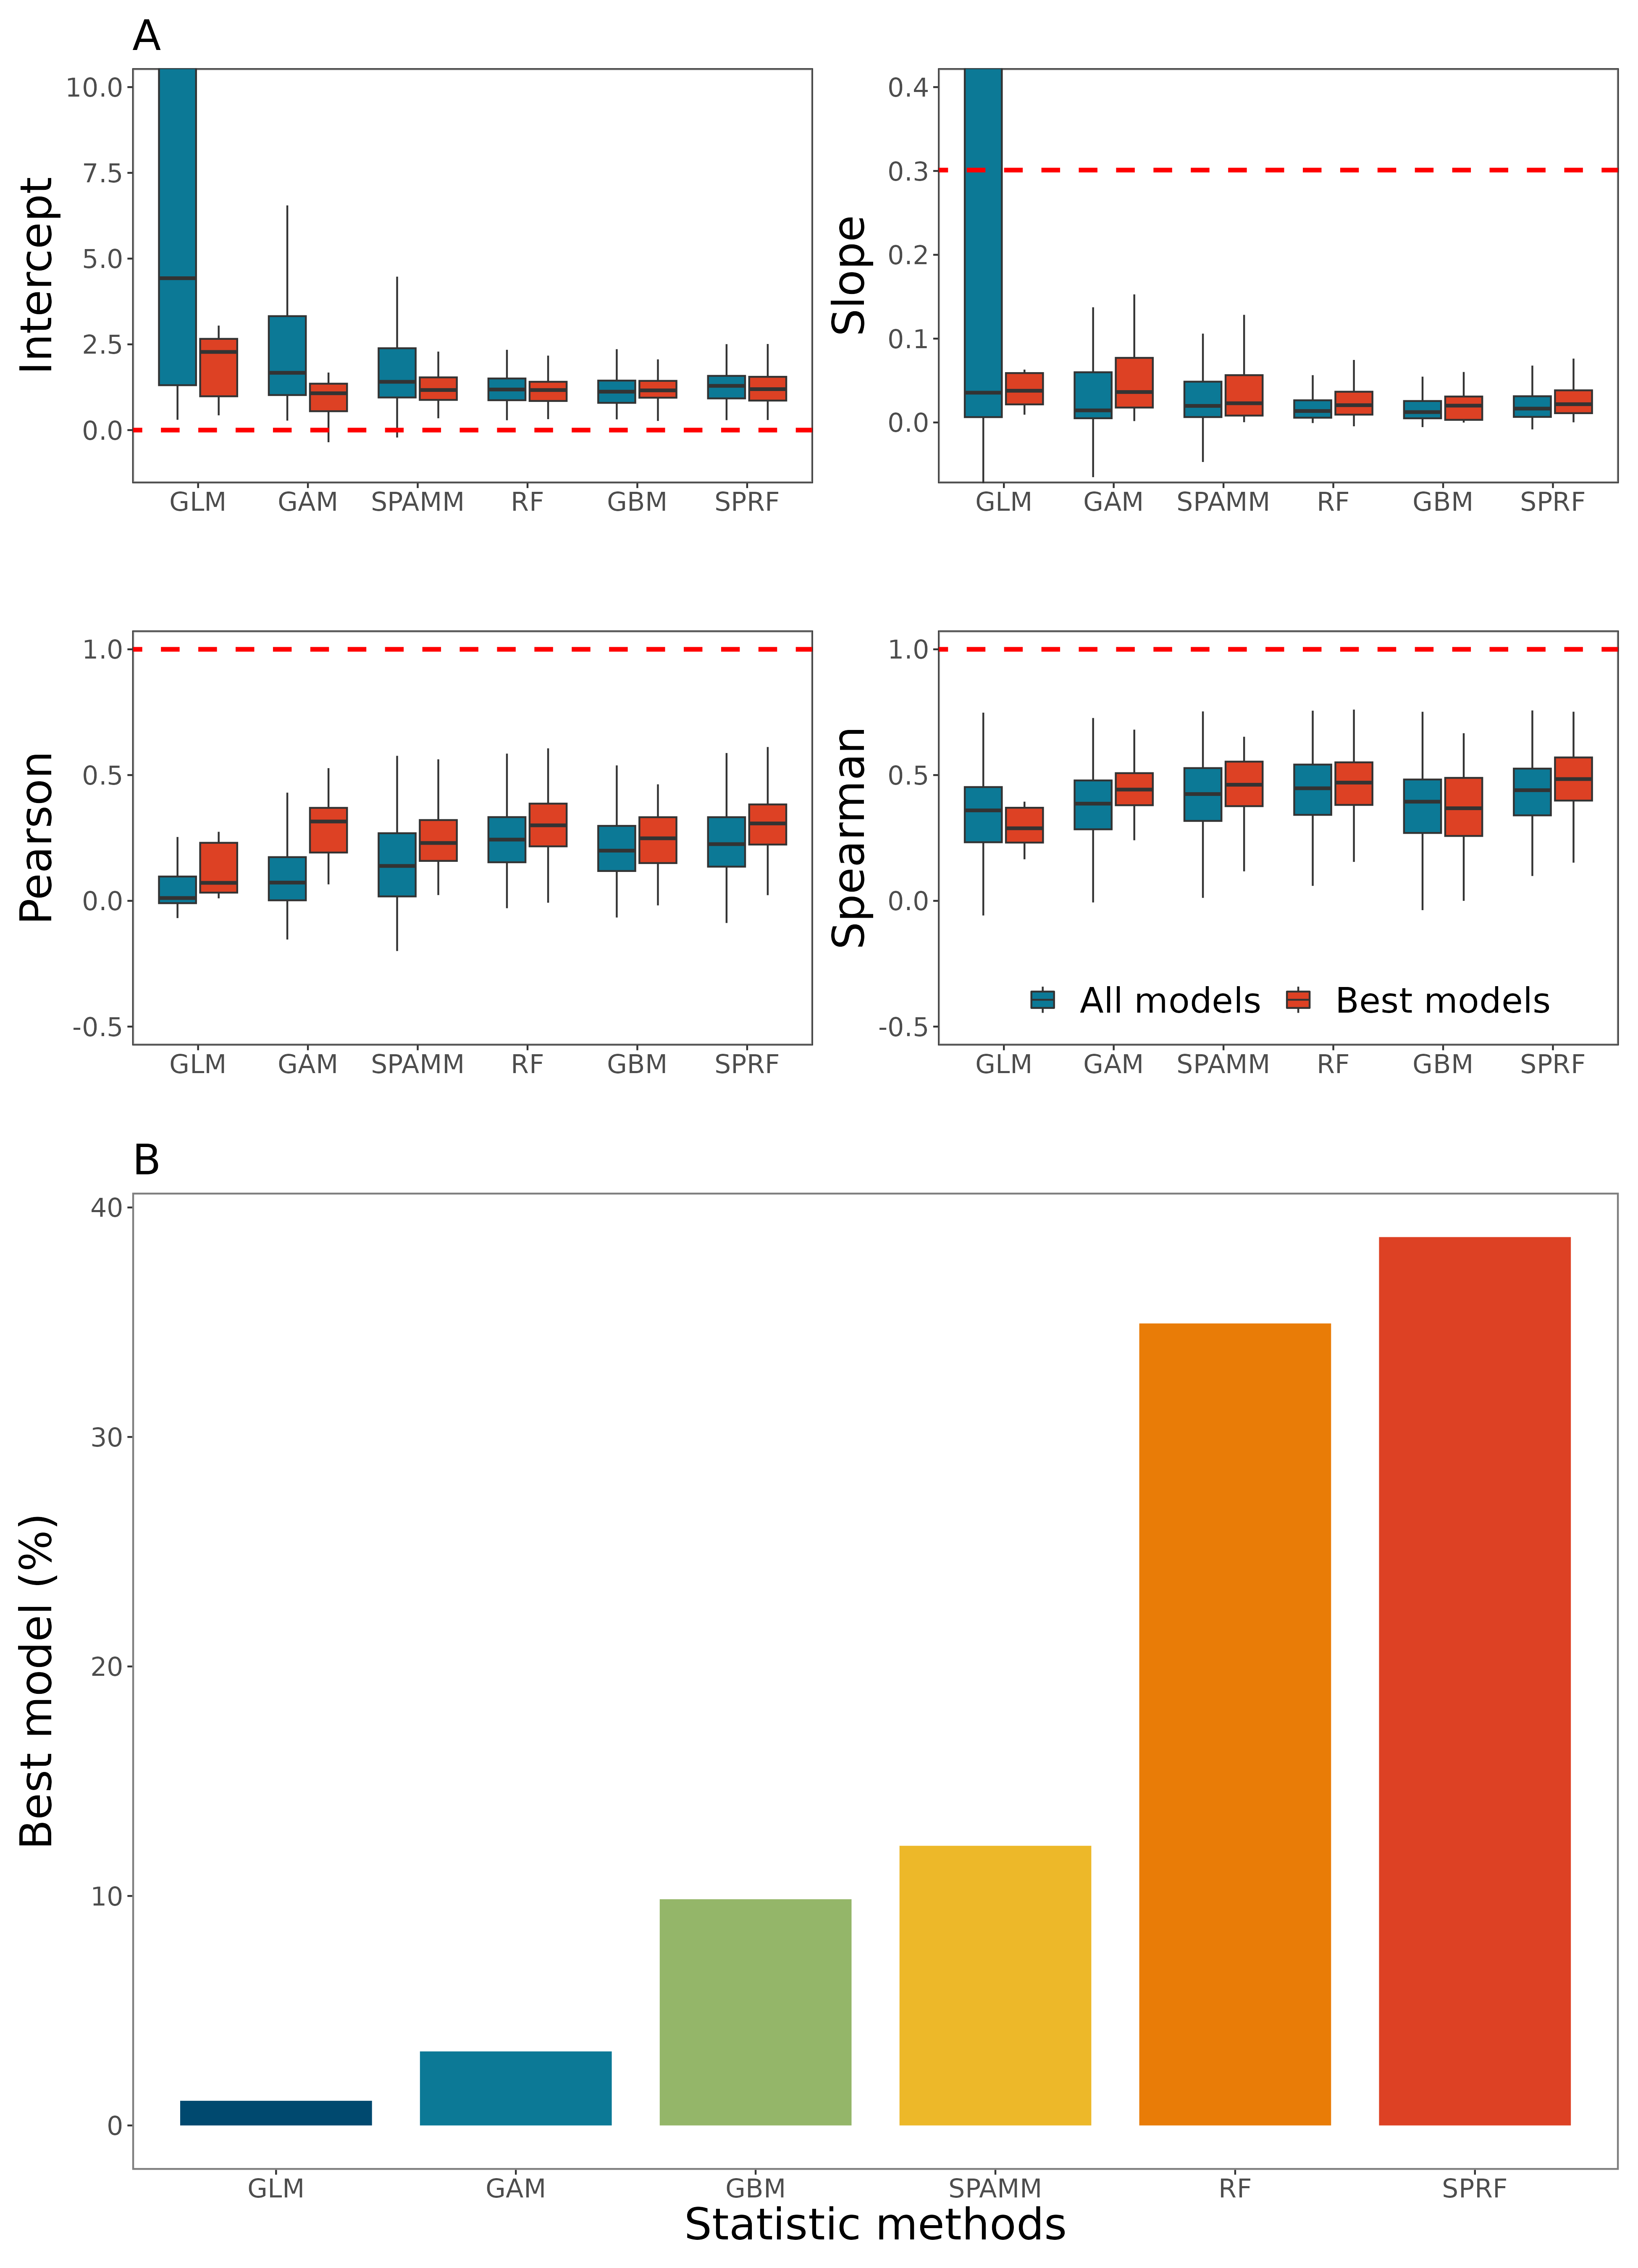 A
Intercept
10.0
7.5
5.0
2.5
0.0
GLM GAM SPAMM RF GBM SPRF
Slope
0.4
0.3
0.2
0.1
0.0
GLM GAM SPAMM RF GBM SPRF
Pearson
1.0
0.5
0.0
-0.5
GLM GAM SPAMM RF GBM SPRF
Spearman
1.0
0.5
0.0
-0.5
All models Best models
GLM GAM SPAMM RF GBM SPRF
B
Best model (%)
40
30
20
10
0
GLM GAM GBM SPAMM RF SPRF
Statistic methods